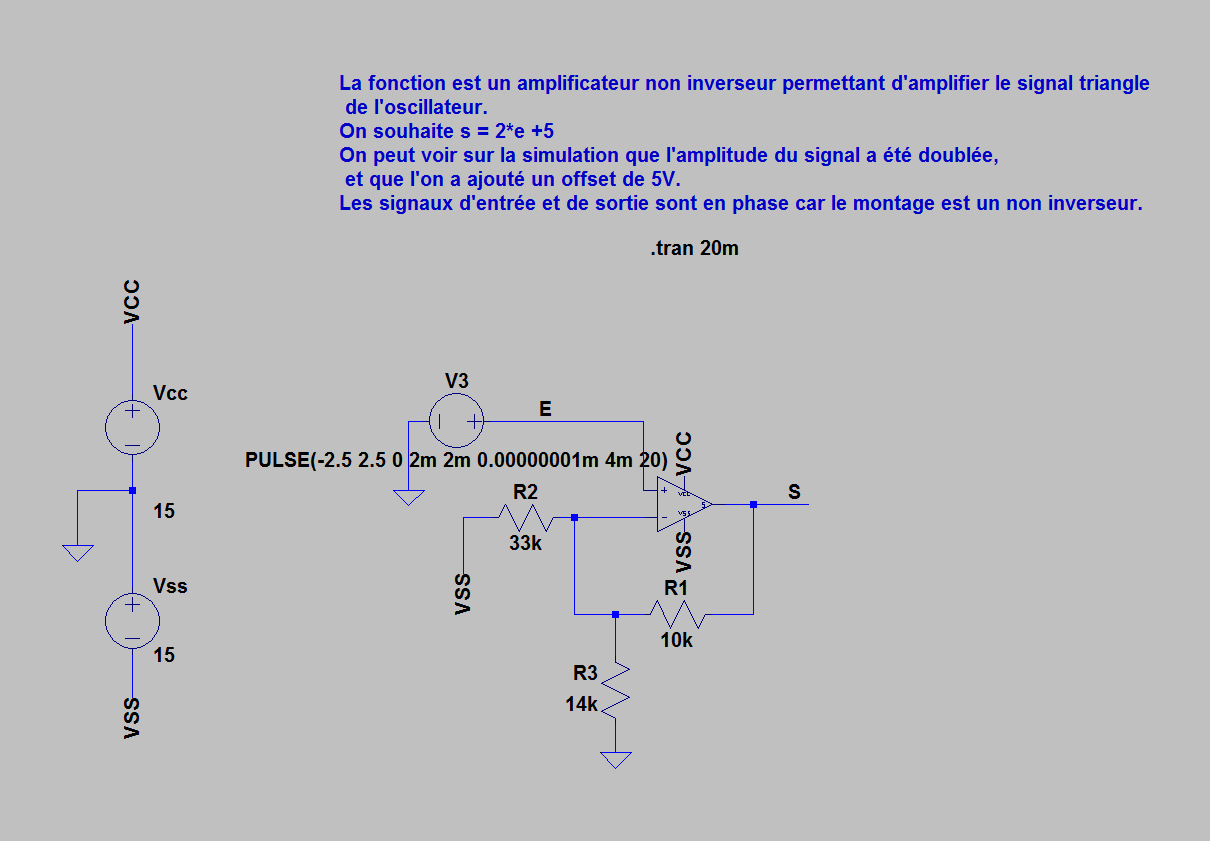 La fonction est un amplificateur non inverseur permettant d'amplifier le signal triangle
de l'oscillateur.
On souhaite s = 2*e +5
On peut voir sur la simulation que l'amplitude du signal a été doublée,
et que l'on a ajouté un offset de 5V.
Les signaux d'entrée et de sortie sont en phase car le montage est un non inverseur.
.tran 20m
VCC
Vcc
15
Vss
15
VSS
V3
E
PULSE(-2.5 2.5 0 2m 2m 0.00000001m 4m 20)
VCC
R2
33k
VSS
+
-
VCC
VSS
S
S
VSS
R1
10k
R3
14k